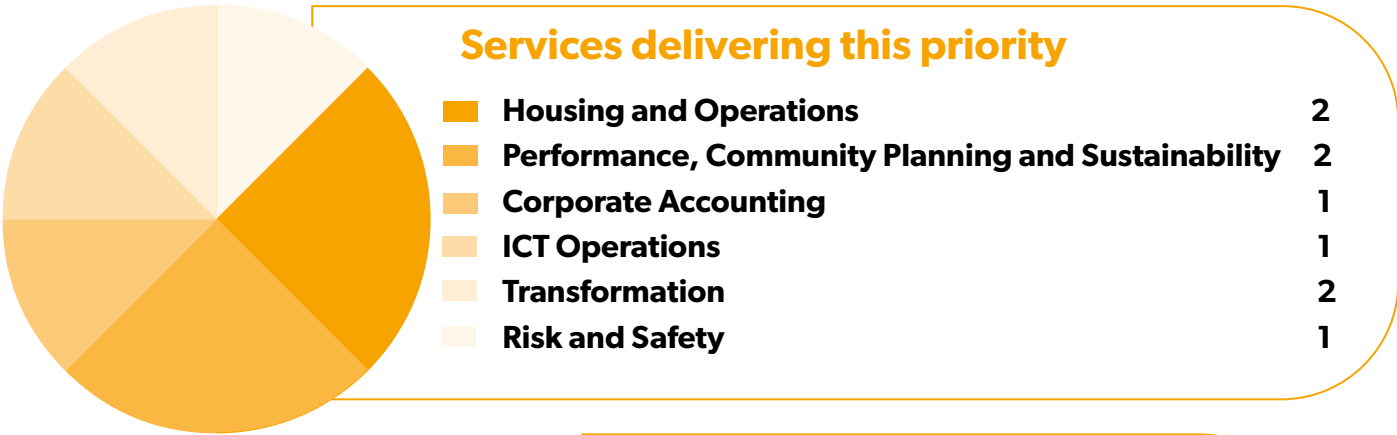 Services delivering this priority
Housing and Operations 2
Performance, Community Planning and Sustainability 2
Corporate Accounting 1
ICT Operations 1
Transformation 2
Risk and Safety 1